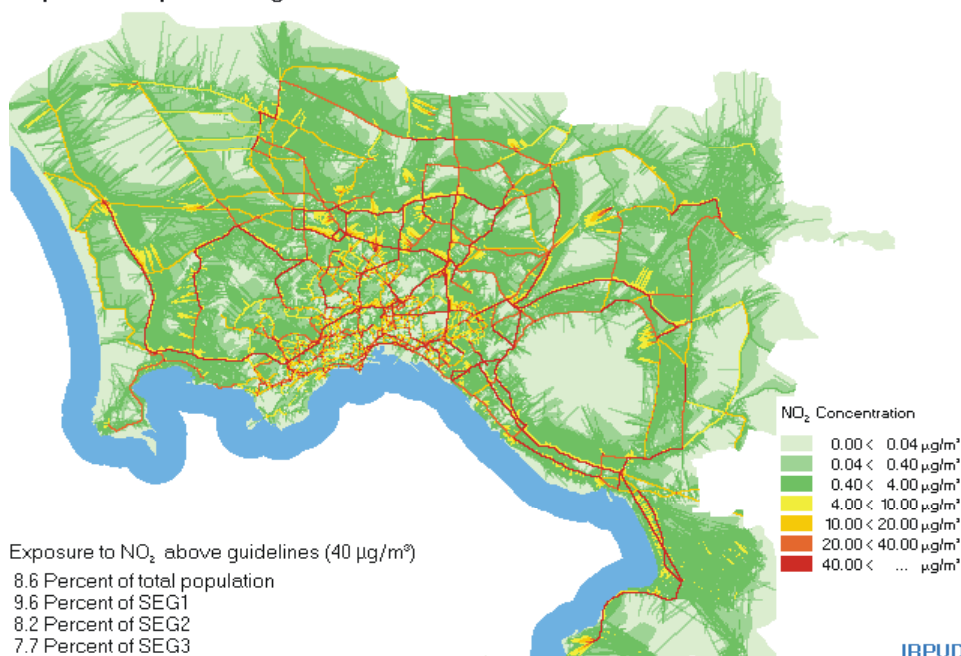 NO₂ Concentration
0.00 < 0.04 µg/m³
0.04 < 0.40 µg/m³
0.40 < 4.00 µg/m³
4.00 < 10.00 µg/m³
10.00 < 20.00 µg/m³
20.00 < 40.00 µg/m³
40.00 < ... µg/m³
Exposure to NO₂ above guidelines (40 µg/m³)
8.6 Percent of total population
9.6 Percent of SEG1
8.2 Percent of SEG2
7.7 Percent of SEG3
IRPUD